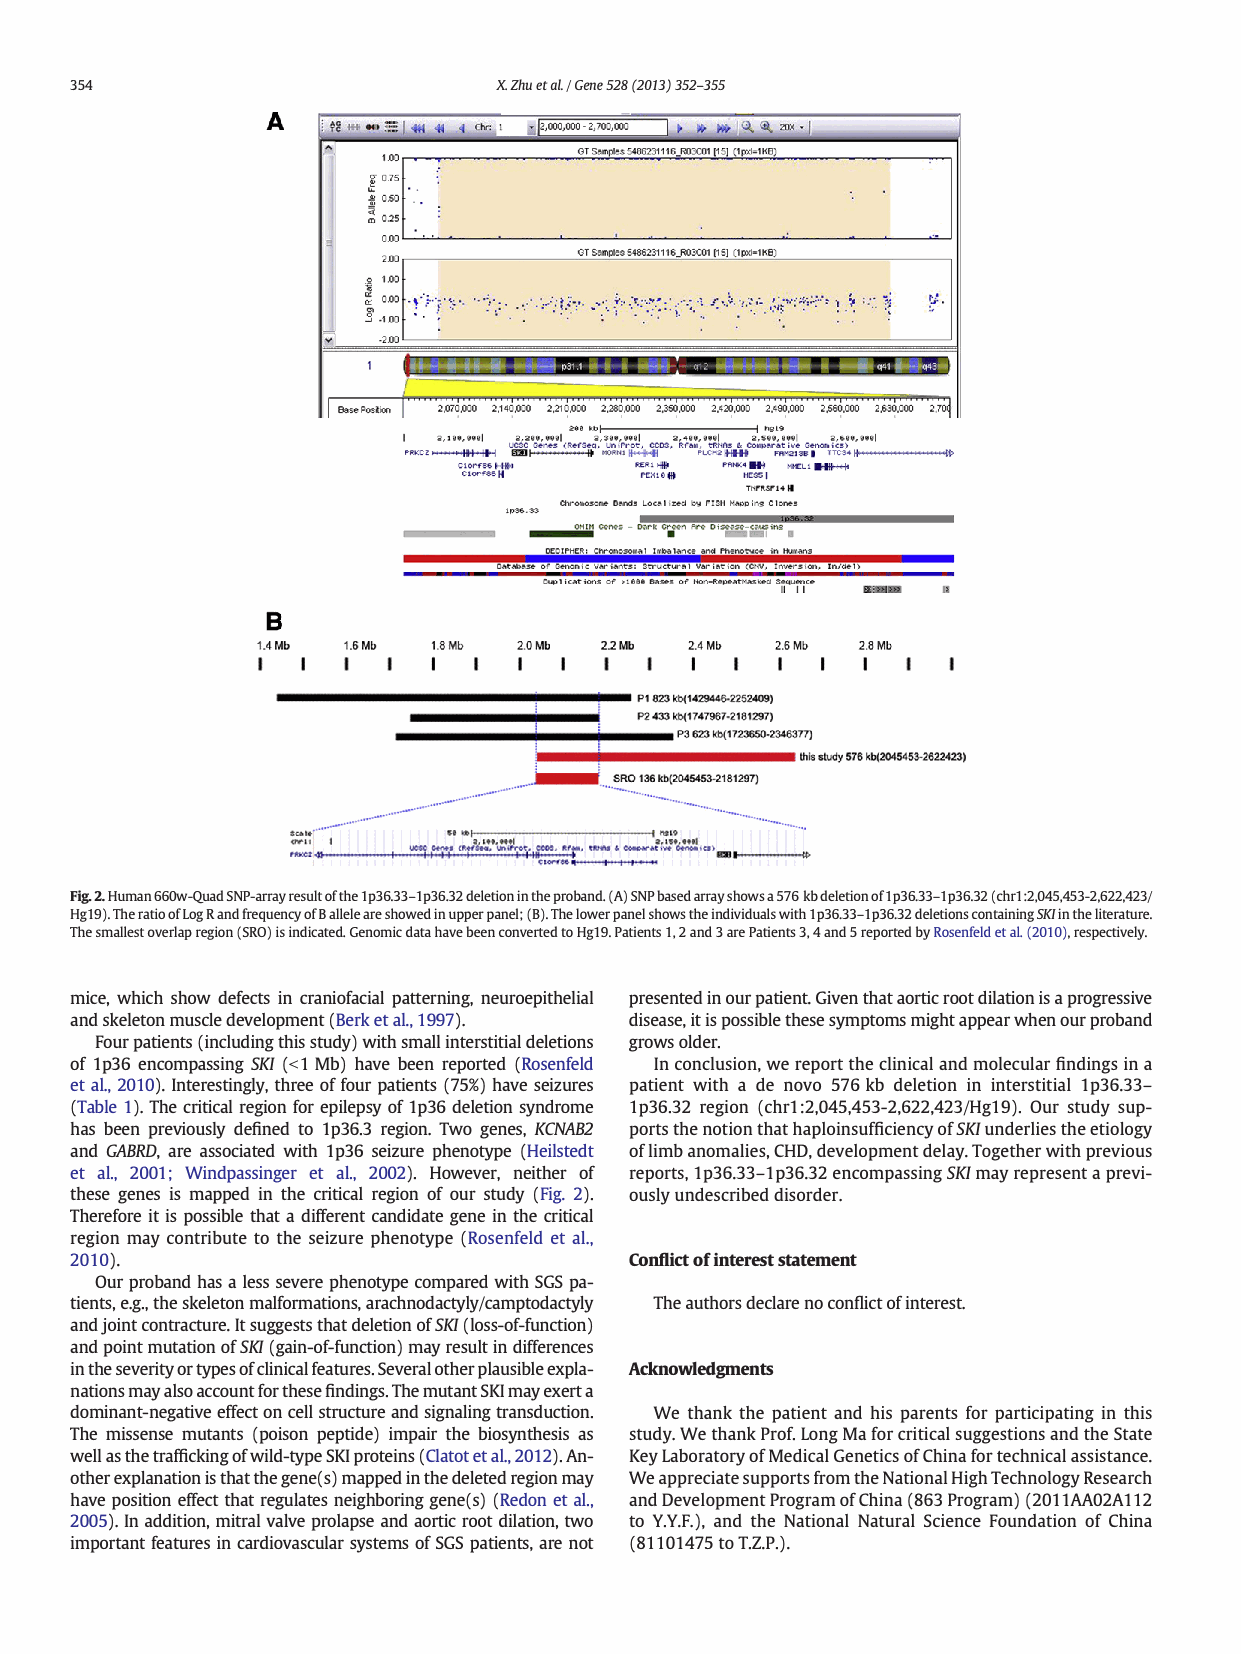 354
X. Zhu et al. / Gene 528 (2013) 352–355
A
Chr: 1 2,000,000 - 2,700,000 20X
GT Samples 5486231116_R03C01 [15] (1pxl=1KB)
B Allele Freq
1.00
0.75
0.50
0.25
0.00
GT Samples 5486231116_R03C01 [15] (1pxl=1KB)
Log R Ratio
2.00
1.00
0.00
-1.00
-2.00
1 p31.1 q12 q41 q43
Base Position 2,070,000 2,140,000 2,210,000 2,280,000 2,350,000 2,420,000 2,490,000 2,560,000 2,630,000 2,700
200 kb hg19
2,100,000 2,200,000 2,300,000 2,400,000 2,500,000 2,600,000
UCSC Genes (RefSeq, UniProt, CCDS, Rfam, tRNAs & Comparative Genomics)
PRKCZ SKI MORN1 PLCH2 FAM213B TTC34
C1orf86 RER1 PANK4 MMEL1
C1orf86 PEX10 HES5
TNFRSF14
Chromosome Bands Localized by FISH Mapping Clones
1p36.33
1p36.32
OMIM Genes - Dark Green Are Disease-causing
DECIPHER: Chromosomal Imbalance and Phenotype in Humans
Database of Genomic Variants: Structural Variation (CNV, Inversion, In/del)
Duplications of >1000 Bases of Non-RepeatMasked Sequence
B
1.4 Mb 1.6 Mb 1.8 Mb 2.0 Mb 2.2 Mb 2.4 Mb 2.6 Mb 2.8 Mb
P1 823 kb(1429446-2252409)
P2 433 kb(1747967-2181297)
P3 623 kb(1723650-2346377)
this study 576 kb(2045453-2622423)
SRO 136 kb(2045453-2181297)
Scale 50 kb hg19
chr1: 2,100,000 2,150,000
UCSC Genes (RefSeq, UniProt, CCDS, Rfam, tRNAs & Comparative Genomics)
PRKCZ SKI
C1orf86
Fig. 2. Human 660w-Quad SNP-array result of the 1p36.33–1p36.32 deletion in the proband. (A) SNP based array shows a 576 kb deletion of 1p36.33–1p36.32 (chr1:2,045,453-2,622,423/
Hg19). The ratio of Log R and frequency of B allele are showed in upper panel; (B). The lower panel shows the individuals with 1p36.33–1p36.32 deletions containing SKI in the literature.
The smallest overlap region (SRO) is indicated. Genomic data have been converted to Hg19. Patients 1, 2 and 3 are Patients 3, 4 and 5 reported by Rosenfeld et al. (2010), respectively.
mice, which show defects in craniofacial patterning, neuroepithelial
and skeleton muscle development (Berk et al., 1997).
Four patients (including this study) with small interstitial deletions
of 1p36 encompassing SKI (<1 Mb) have been reported (Rosenfeld
et al., 2010). Interestingly, three of four patients (75%) have seizures
(Table 1). The critical region for epilepsy of 1p36 deletion syndrome
has been previously defined to 1p36.3 region. Two genes, KCNAB2
and GABRD, are associated with 1p36 seizure phenotype (Heilstedt
et al., 2001; Windpassinger et al., 2002). However, neither of
these genes is mapped in the critical region of our study (Fig. 2).
Therefore it is possible that a different candidate gene in the critical
region may contribute to the seizure phenotype (Rosenfeld et al.,
2010).
Our proband has a less severe phenotype compared with SGS pa-
tients, e.g., the skeleton malformations, arachnodactyly/camptodactyly
and joint contracture. It suggests that deletion of SKI (loss-of-function)
and point mutation of SKI (gain-of-function) may result in differences
in the severity or types of clinical features. Several other plausible expla-
nations may also account for these findings. The mutant SKI may exert a
dominant-negative effect on cell structure and signaling transduction.
The missense mutants (poison peptide) impair the biosynthesis as
well as the trafficking of wild-type SKI proteins (Clatot et al., 2012). An-
other explanation is that the gene(s) mapped in the deleted region may
have position effect that regulates neighboring gene(s) (Redon et al.,
2005). In addition, mitral valve prolapse and aortic root dilation, two
important features in cardiovascular systems of SGS patients, are not
presented in our patient. Given that aortic root dilation is a progressive
disease, it is possible these symptoms might appear when our proband
grows older.
In conclusion, we report the clinical and molecular findings in a
patient with a de novo 576 kb deletion in interstitial 1p36.33–
1p36.32 region (chr1:2,045,453-2,622,423/Hg19). Our study sup-
ports the notion that haploinsufficiency of SKI underlies the etiology
of limb anomalies, CHD, development delay. Together with previous
reports, 1p36.33–1p36.32 encompassing SKI may represent a previ-
ously undescribed disorder.
Conflict of interest statement
The authors declare no conflict of interest.
Acknowledgments
We thank the patient and his parents for participating in this
study. We thank Prof. Long Ma for critical suggestions and the State
Key Laboratory of Medical Genetics of China for technical assistance.
We appreciate supports from the National High Technology Research
and Development Program of China (863 Program) (2011AA02A112
to Y.Y.F.), and the National Natural Science Foundation of China
(81101475 to T.Z.P.).